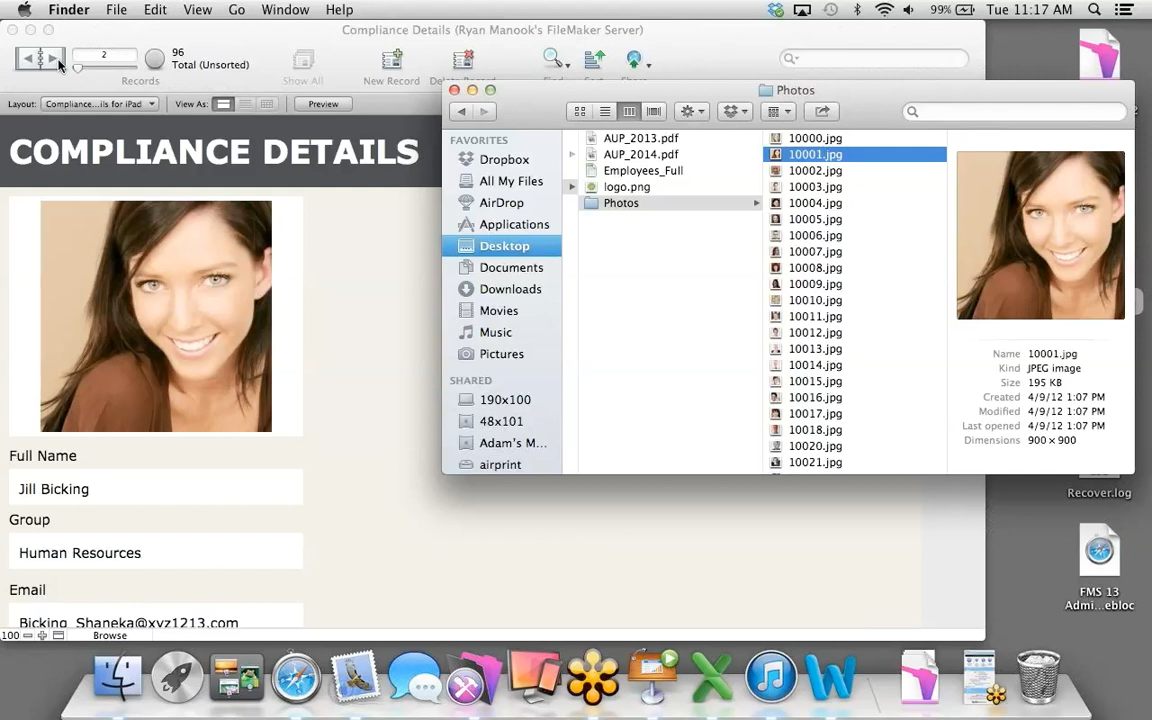 Finder File Edit View Go Window Help 99% Tue 11:17 AM
Compliance Details (Ryan Manook's FileMaker Server)
2
96
Total (Unsorted)
Records
Show All
New Record
Layout: Compliance...ils for iPad View As: Preview
COMPLIANCE DETAILS
Full Name
Jill Bicking
Group
Human Resources
Email
Bicking_Shaneka@xyz1213.com
100 Browse
Photos
FAVORITES
Dropbox
All My Files
AirDrop
Applications
Desktop
Documents
Downloads
Movies
Music
Pictures
SHARED
190x100
48x101
Adam's M...
airprint
AUP_2013.pdf
AUP_2014.pdf
Employees_Full
logo.png
Photos
10000.jpg
10001.jpg
10002.jpg
10003.jpg
10004.jpg
10005.jpg
10006.jpg
10007.jpg
10008.jpg
10009.jpg
10010.jpg
10011.jpg
10012.jpg
10013.jpg
10014.jpg
10015.jpg
10016.jpg
10017.jpg
10018.jpg
10020.jpg
10021.jpg
Name 10001.jpg
Kind JPEG image
Size 195 KB
Created 4/9/12 1:07 PM
Modified 4/9/12 1:07 PM
Last opened 4/9/12 1:07 PM
Dimensions 900 × 900
Recover.log
FMS 13
Admi...ebloc